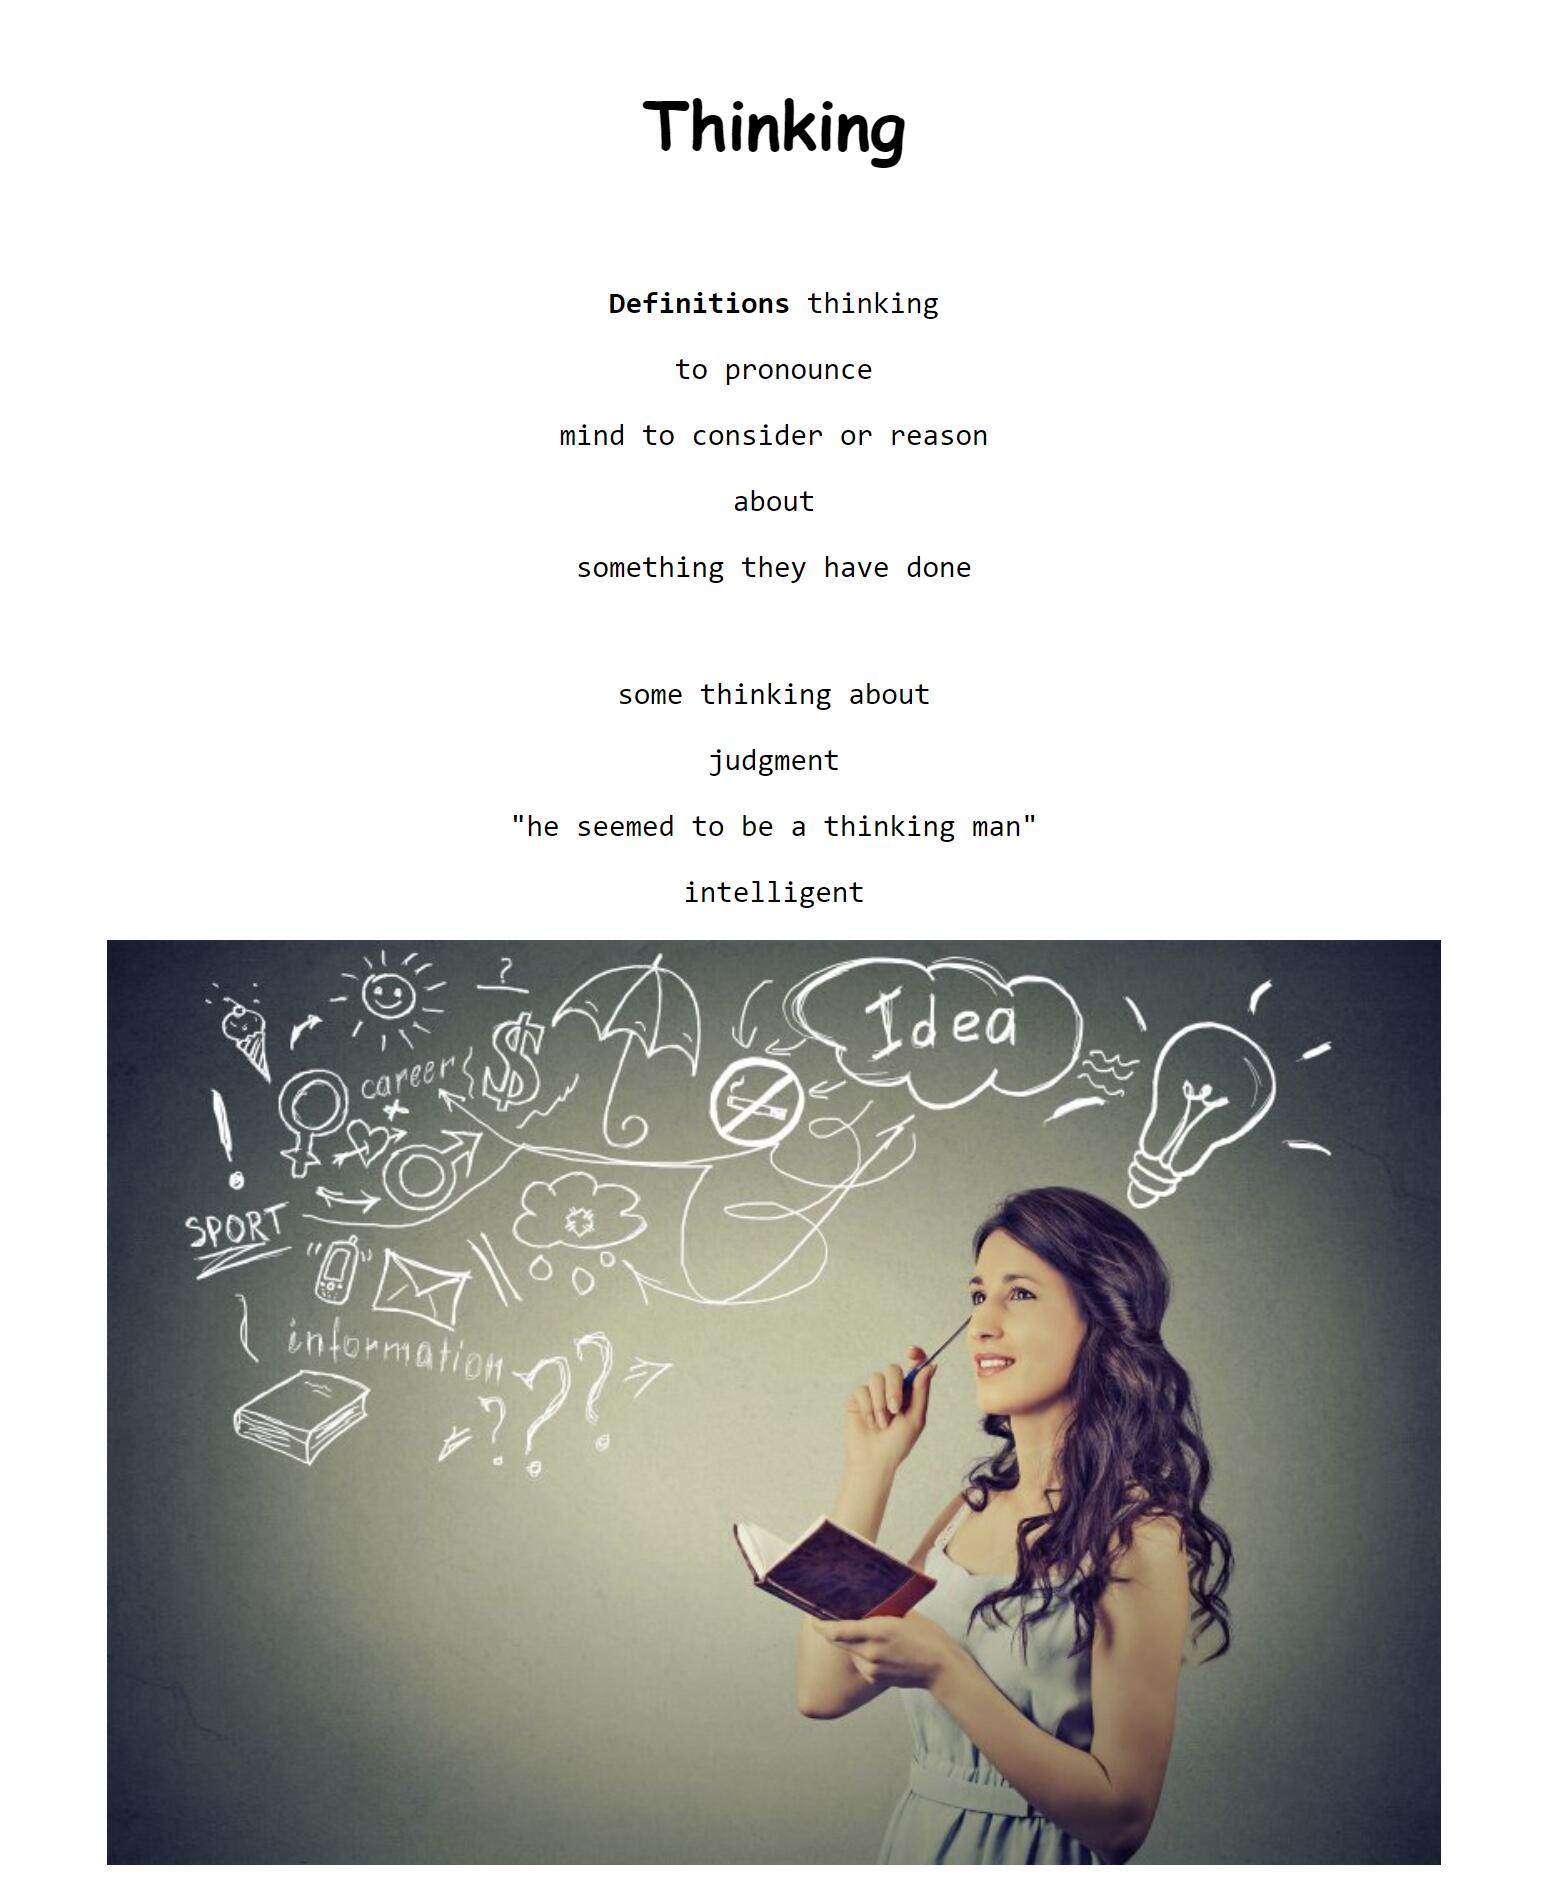 Thinking
Definitions thinking
to pronounce
mind to consider or reason
about
something they have done
some thinking about
judgment
"he seemed to be a thinking man"
intelligent
?
Idea
career
$
!
SPORT
information
???